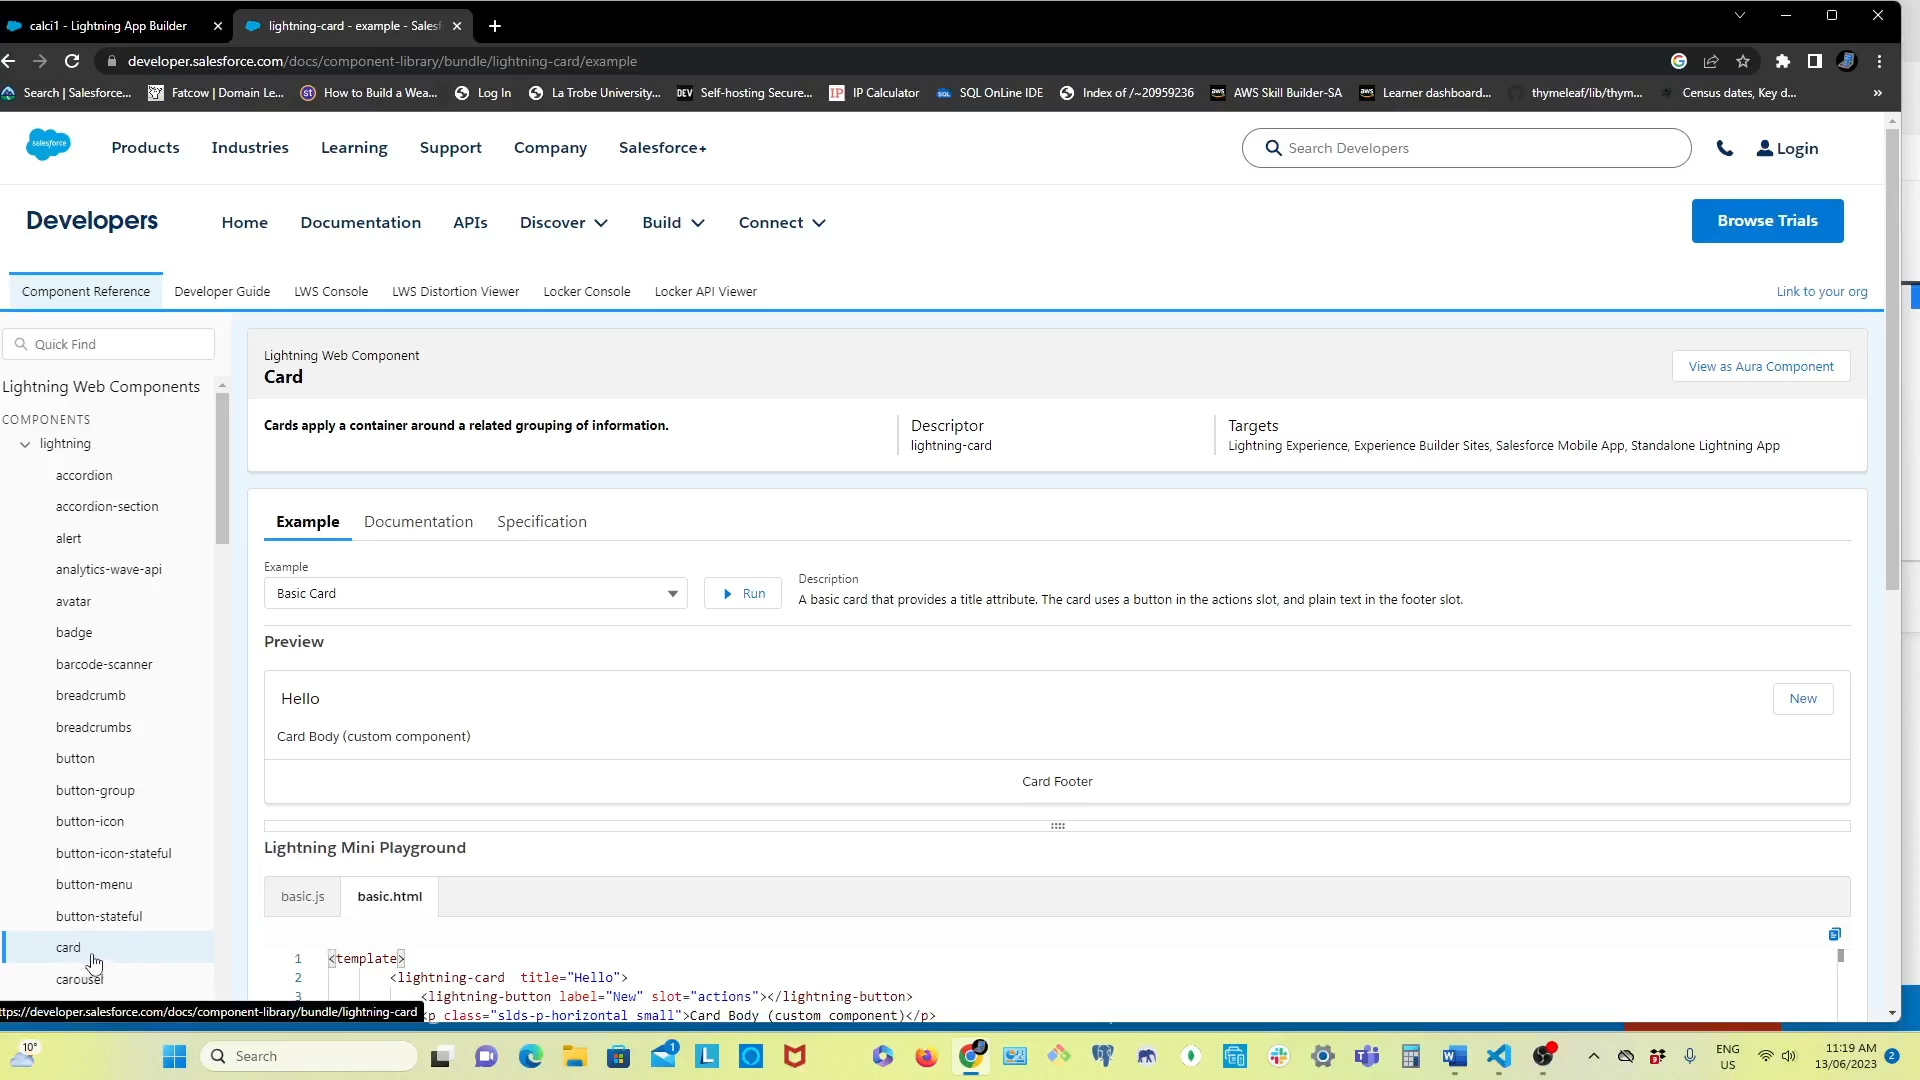 calci1 - Lightning App Builder
lightning-card - example - Salesf
developer.salesforce.com/docs/component-library/bundle/lightning-card/example
Search | Salesforce...
Fatcow | Domain Le...
How to Build a Wea...
Log In
La Trobe University...
DEV
Self-hosting Secure...
IP
IP Calculator
SQL OnLine IDE
Index of /~20959236
aws
AWS Skill Builder-SA
aws
Learner dashboard...
thymeleaf/lib/thym...
Census dates, Key d...
salesforce
Products
Industries
Learning
Support
Company
Salesforce+
Search Developers
Login
Developers
Home
Documentation
APIs
Discover
Build
Connect
Browse Trials
Component Reference
Developer Guide
LWS Console
LWS Distortion Viewer
Locker Console
Locker API Viewer
Link to your org
Quick Find
Lightning Web Components
COMPONENTS
lightning
accordion
accordion-section
alert
analytics-wave-api
avatar
badge
barcode-scanner
breadcrumb
breadcrumbs
button
button-group
button-icon
button-icon-stateful
button-menu
button-stateful
card
carousel
Lightning Web Component
Card
View as Aura Component
Cards apply a container around a related grouping of information.
Descriptor
lightning-card
Targets
Lightning Experience, Experience Builder Sites, Salesforce Mobile App, Standalone Lightning App
Example
Documentation
Specification
Example
Basic Card
Run
Description
A basic card that provides a title attribute. The card uses a button in the actions slot, and plain text in the footer slot.
Preview
Hello
New
Card Body (custom component)
Card Footer
Lightning Mini Playground
basic.js
basic.html
1 <template>
2 <lightning-card title="Hello">
3 <lightning-button label="New" slot="actions"></lightning-button>
<p class="slds-p-horizontal_small">Card Body (custom component)</p>
ttps://developer.salesforce.com/docs/component-library/bundle/lightning-card
10°
Search
1
ENG
US
11:19 AM
13/06/2023
2